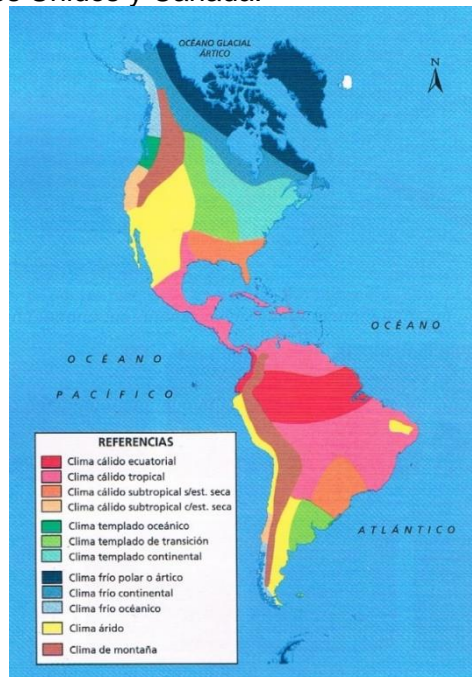 OCÉANO GLACIAL
ÁRTICO
N
OCÉANO
PACÍFICO
OCÉANO
ATLÁNTICO
REFERENCIAS
Clima cálido ecuatorial
Clima cálido tropical
Clima cálido subtropical s/est. seca
Clima cálido subtropical c/est. seca
Clima templado oceánico
Clima templado de transición
Clima templado continental
Clima frío polar o ártico
Clima frío continental
Clima frío océanico
Clima árido
Clima de montaña